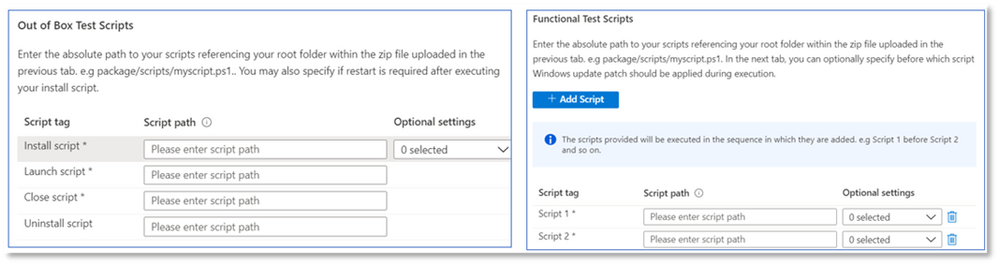 Out of Box Test Scripts
Enter the absolute path to your scripts referencing your root folder within the zip file uploaded in the
previous tab. e.g package/scripts/myscript.ps1.. You may also specify if restart is required after executing
your install script.
Script tag Script path Optional settings
Install script * Please enter script path 0 selected
Launch script * Please enter script path
Close script * Please enter script path
Uninstall script Please enter script path
Functional Test Scripts
Enter the absolute path to your scripts referencing your root folder within the zip file uploaded in the
previous tab. e.g package/scripts/myscript.ps1. In the next tab, you can optionally specify before which script
Windows update patch should be applied during execution.
+ Add Script
The scripts provided will be executed in the sequence in which they are added. e.g Script 1 before Script 2
and so on.
Script tag Script path Optional settings
Script 1 * Please enter script path 0 selected
Script 2 * Please enter script path 0 selected